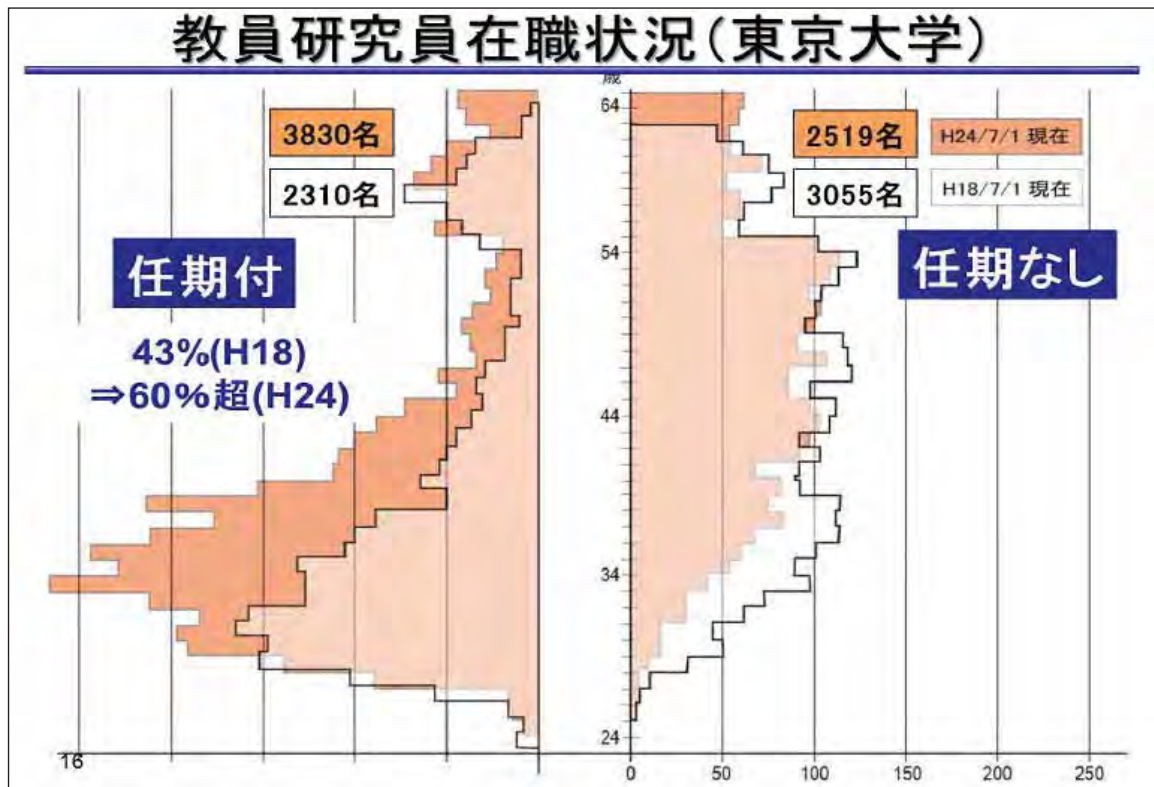 教員研究員在職状況(東京大学)
歳
64
3830名
2519名
H24/7/1 現在
2310名
3055名
H18/7/1 現在
54
任期付
任期なし
43%(H18)
⇒60%超(H24)
44
34
24
16
0 50 100 150 200 250